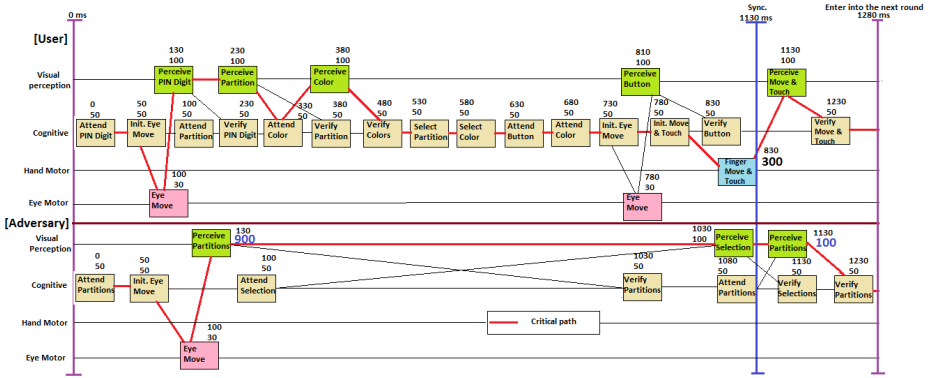 0 ms
Sync.
1130 ms
Enter into the next round
1280 ms
[User]
130
100
230
100
380
100
810
100
1130
100
Visual
perception
Perceive
PIN Digit
Perceive
Partition
Perceive
Color
Perceive
Button
Perceive
Move &
Touch
0
50
50
50
100
50
230
50
330
50
380
50
480
50
530
50
580
50
630
50
680
50
730
50
780
50
830
50
1230
50
Cognitive
Attend
PIN Digit
Init. Eye
Move
Attend
Partition
Verify
PIN Digit
Attend
Color
Verify
Partition
Verify
Colors
Select
Partition
Select
Color
Attend
Button
Attend
Color
Init. Eye
Move
Init. Move
& Touch
Verify
Button
Verify
Move &
Touch
Hand Motor
Finger
Move &
Touch
830
300
Eye Motor
100
30
Eye
Move
780
30
Eye
Move
[Adversary]
Visual
Perception
Perceive
Partitions
130
900
1030
100
Perceive
Selection
Perceive
Partitions
1130
100
0
50
50
50
100
50
1030
50
1080
50
1130
50
1230
50
Cognitive
Attend
Partitions
Init. Eye
Move
Attend
Selection
Verify
Partitions
Attend
Partitions
Verify
Selections
Verify
Partitions
Hand Motor
Critical path
Eye Motor
100
30
Eye
Move